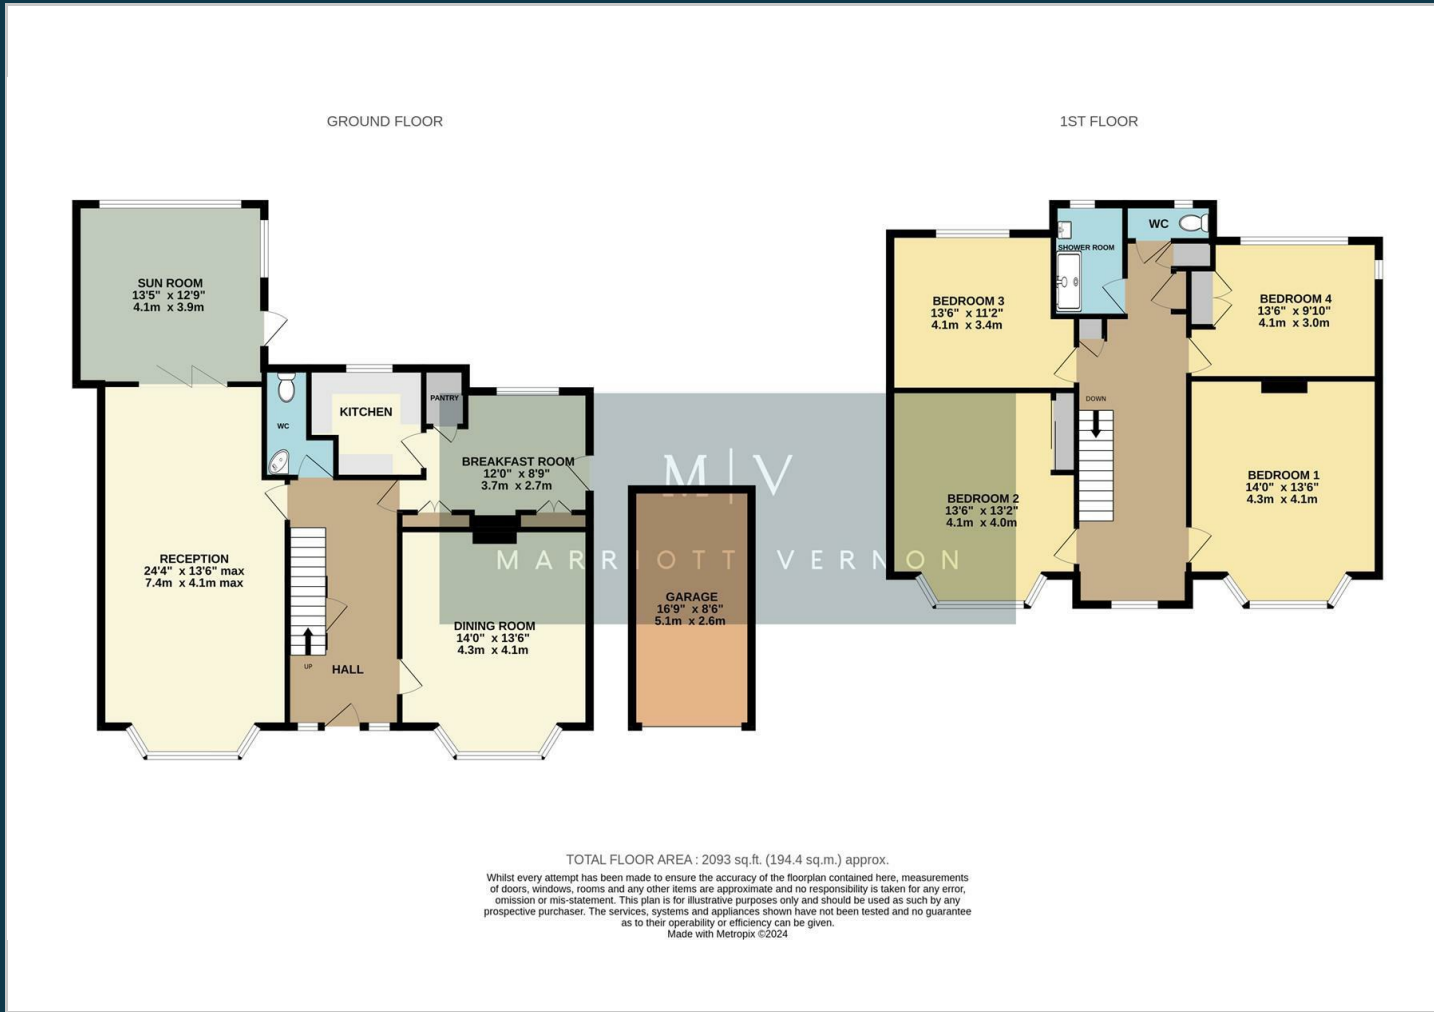 GROUND FLOOR
1ST FLOOR
SUN ROOM
13'5" x 12'9"
4.1m x 3.9m
WC
KITCHEN
PANTRY
BREAKFAST ROOM
12'0" x 8'9"
3.7m x 2.7m
RECEPTION
24'4" x 13'6" max
7.4m x 4.1m max
UP
HALL
DINING ROOM
14'0" x 13'6"
4.3m x 4.1m
GARAGE
16'9" x 8'6"
5.1m x 2.6m
M|V
MARRIOTT VERNON
BEDROOM 3
13'6" x 11'2"
4.1m x 3.4m
SHOWER ROOM
WC
BEDROOM 4
13'6" x 9'10"
4.1m x 3.0m
DOWN
BEDROOM 2
13'6" x 13'2"
4.1m x 4.0m
BEDROOM 1
14'0" x 13'6"
4.3m x 4.1m
TOTAL FLOOR AREA : 2093 sq.ft. (194.4 sq.m.) approx.
Whilst every attempt has been made to ensure the accuracy of the floorplan contained here, measurements
of doors, windows, rooms and any other items are approximate and no responsibility is taken for any error,
omission or mis-statement. This plan is for illustrative purposes only and should be used as such by any
prospective purchaser. The services, systems and appliances shown have not been tested and no guarantee
as to their operability or efficiency can be given.
Made with Metropix ©2024